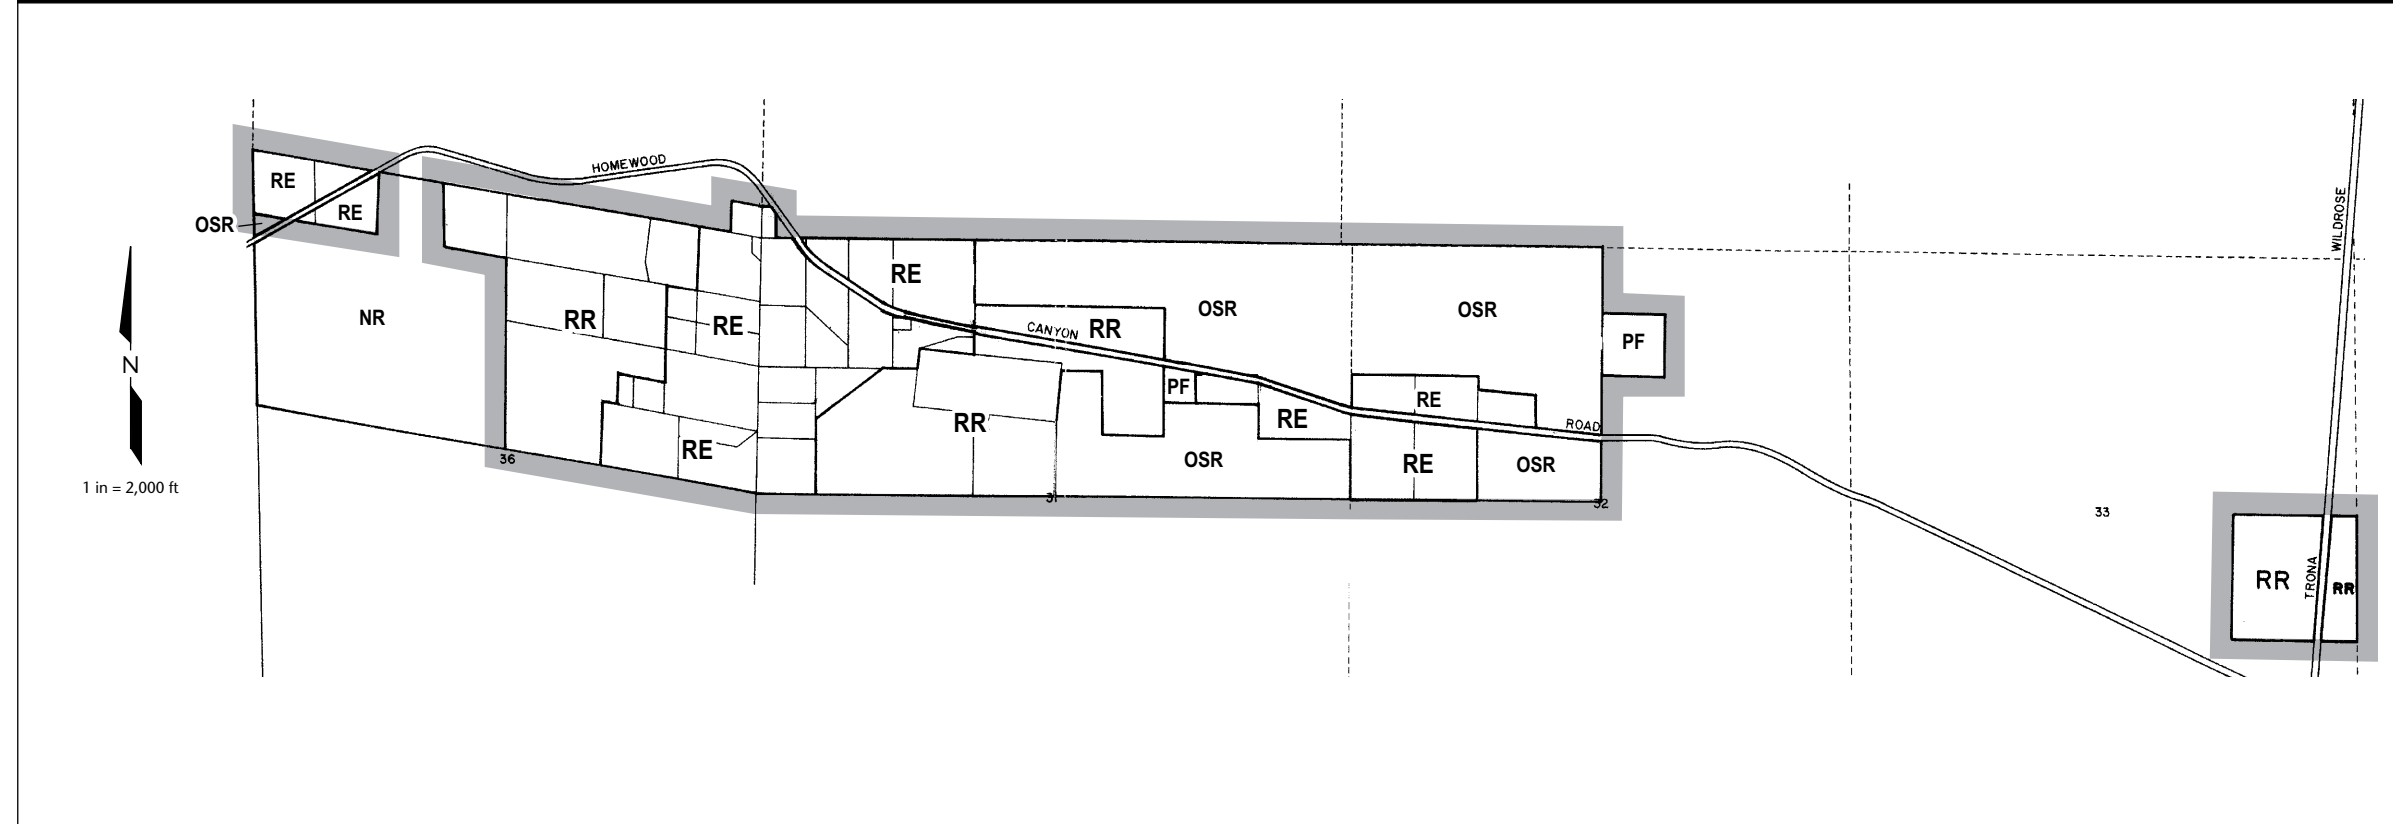 HOMEWOOD
RE
RE
OSR
WILDROSE
RE
NR
RR
RE
CANYON
RR
OSR
OSR
PF
N
PF
RE
RE
RR
ROAD
RE
OSR
RE
OSR
36
1 in = 2,000 ft
31
32
33
RR
TRONA
RR